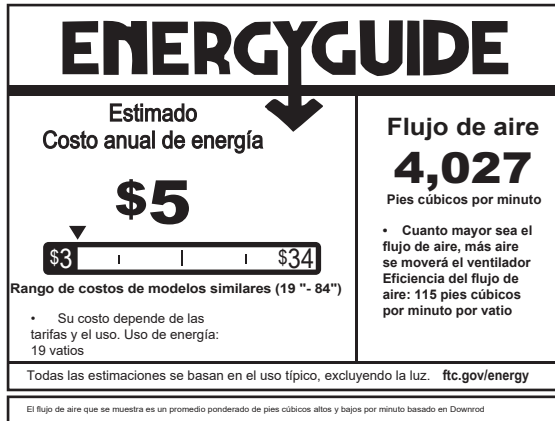 ENERGYGUIDE
Estimado
Costo anual de energía
$5
$3
$34
Rango de costos de modelos similares (19 "- 84")
• Su costo depende de las
tarifas y el uso. Uso de energía:
19 vatios
Flujo de aire
4,027
Pies cúbicos por minuto
• Cuanto mayor sea el
flujo de aire, más aire
se moverá el ventilador
Eficiencia del flujo de
aire: 115 pies cúbicos
por minuto por vatio
Todas las estimaciones se basan en el uso típico, excluyendo la luz. ftc.gov/energy
El flujo de aire que se muestra es un promedio ponderado de pies cúbicos altos y bajos por minuto basado en Downrod